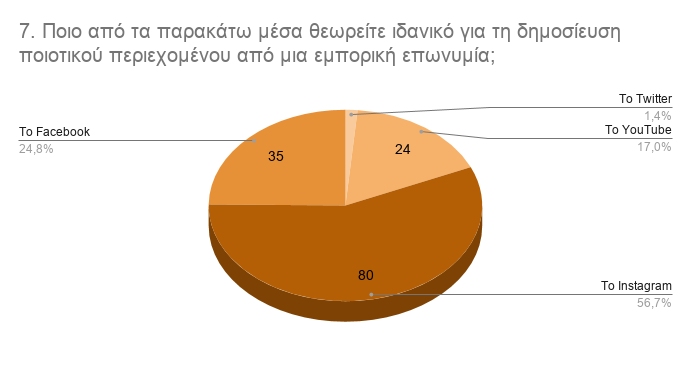 7. Ποιο από τα παρακάτω μέσα θεωρείτε ιδανικό για τη δημοσίευση
ποιοτικού περιεχομένου από μια εμπορική επωνυμία;
Το Twitter
1,4%
Το YouTube
17,0%
Το Facebook
24,8%
35
24
80
Το Instagram
56,7%